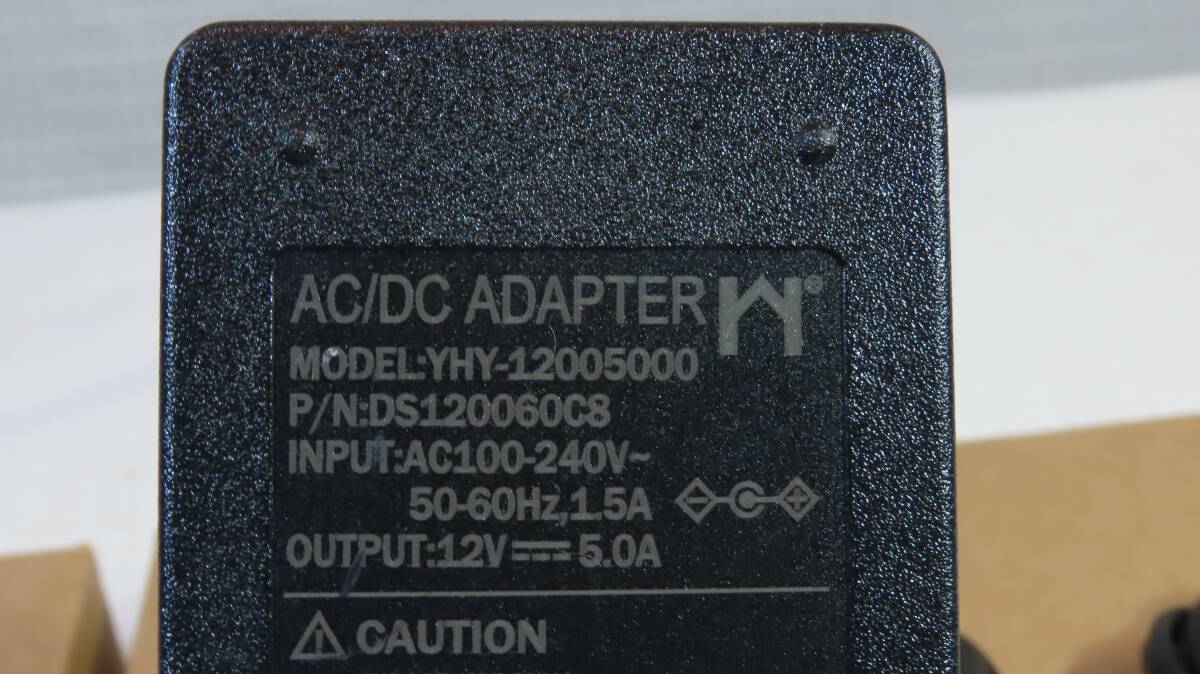 AC/DC ADAPTER
MODEL:YHY-12005000
P/N:DS120060C8
INPUT:AC100-240V~
50-60Hz,1.5A
OUTPUT:12V⎓5.0A
CAUTION